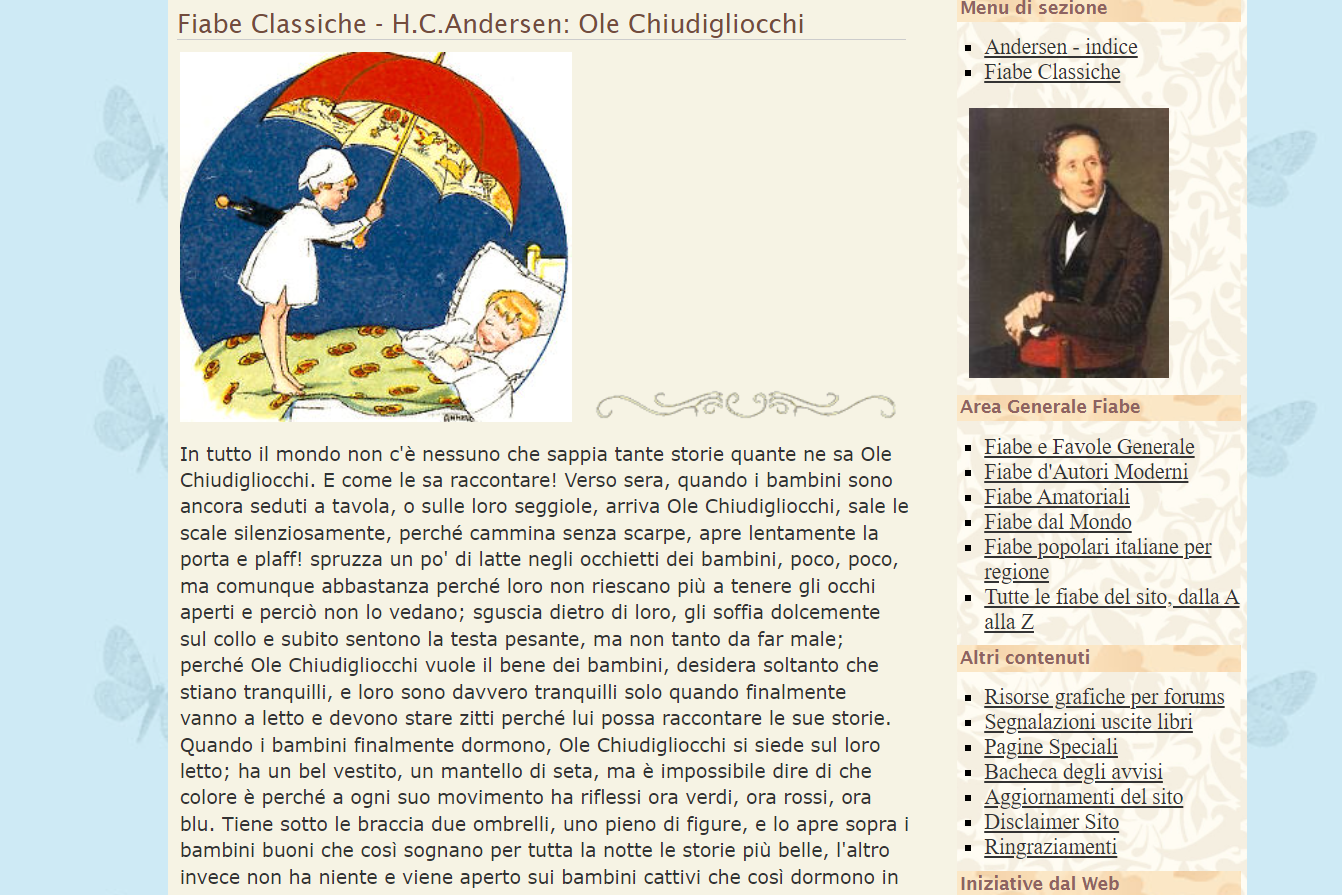 Fiabe Classiche - H.C.Andersen: Ole Chiudigliocchi
In tutto il mondo non c'è nessuno che sappia tante storie quante ne sa Ole
Chiudigliocchi. E come le sa raccontare! Verso sera, quando i bambini sono
ancora seduti a tavola, o sulle loro seggiole, arriva Ole Chiudigliocchi, sale le
scale silenziosamente, perché cammina senza scarpe, apre lentamente la
porta e plaff! spruzza un po' di latte negli occhietti dei bambini, poco, poco,
ma comunque abbastanza perché loro non riescano più a tenere gli occhi
aperti e perciò non lo vedano; sguscia dietro di loro, gli soffia dolcemente
sul collo e subito sentono la testa pesante, ma non tanto da far male;
perché Ole Chiudigliocchi vuole il bene dei bambini, desidera soltanto che
stiano tranquilli, e loro sono davvero tranquilli solo quando finalmente
vanno a letto e devono stare zitti perché lui possa raccontare le sue storie.
Quando i bambini finalmente dormono, Ole Chiudigliocchi si siede sul loro
letto; ha un bel vestito, un mantello di seta, ma è impossibile dire di che
colore è perché a ogni suo movimento ha riflessi ora verdi, ora rossi, ora
blu. Tiene sotto le braccia due ombrelli, uno pieno di figure, e lo apre sopra i
bambini buoni che così sognano per tutta la notte le storie più belle, l'altro
invece non ha niente e viene aperto sui bambini cattivi che così dormono in
Menu di sezione
Andersen - indice
Fiabe Classiche
Area Generale Fiabe
Fiabe e Favole Generale
Fiabe d'Autori Moderni
Fiabe Amatoriali
Fiabe dal Mondo
Fiabe popolari italiane per
regione
Tutte le fiabe del sito, dalla A
alla Z
Altri contenuti
Risorse grafiche per forums
Segnalazioni uscite libri
Pagine Speciali
Bacheca degli avvisi
Aggiornamenti del sito
Disclaimer Sito
Ringraziamenti
Iniziative dal Web